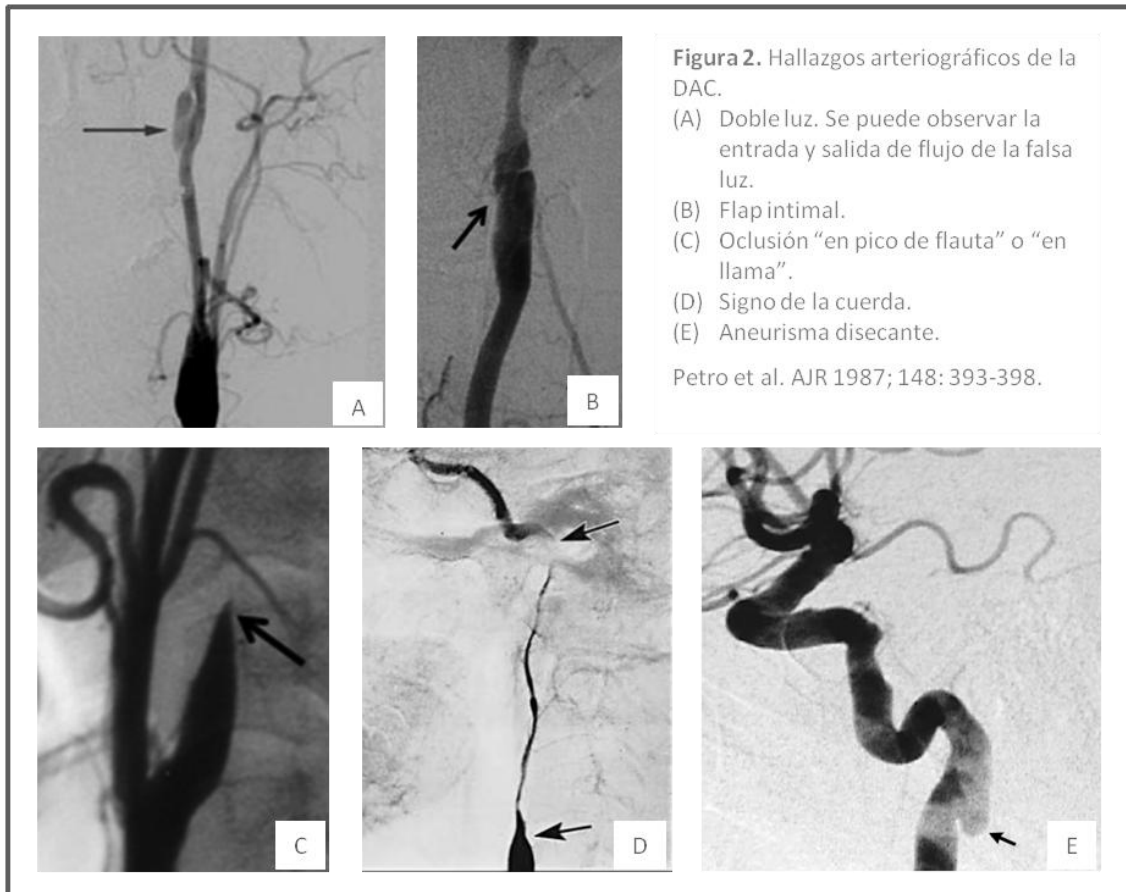 Figura 2. Hallazgos arteriográficos de la
DAC.
(A) Doble luz. Se puede observar la
entrada y salida de flujo de la falsa
luz.
(B) Flap intimal.
(C) Oclusión “en pico de flauta” o “en
llama”.
(D) Signo de la cuerda.
(E) Aneurisma disecante.
Petro et al. AJR 1987; 148: 393-398.
A
B
C
D
E